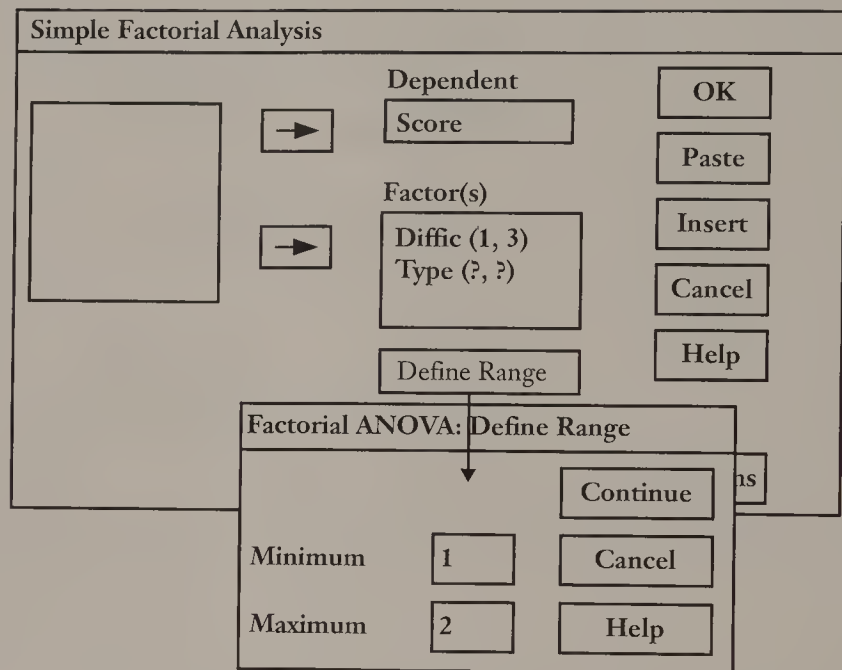 Simple Factorial Analysis
Dependent
Score
OK
Paste
Factor(s)
Diffic (1, 3)
Type (?, ?)
Insert
Cancel
Help
Define Range
Factorial ANOVA: Define Range
Continue
ns
Minimum
1
Cancel
Maximum
2
Help